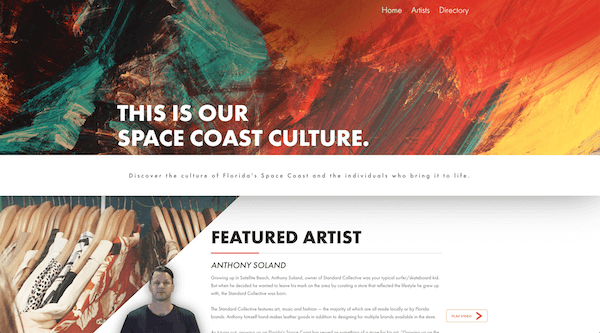 Home Artists Directory
THIS IS OUR
SPACE COAST CULTURE.
Discover the culture of Florida's Space Coast and the individuals who bring it to life.
FEATURED ARTIST
ANTHONY SOLAND
Growing up in Satellite Beach, Anthony Soland, owner of Standard Collective was your typical surfer/skateboard kid.
But when he decided he wanted to leave his mark on the area by curating a store that reflected the lifestyle he grew up
with, the Standard Collective was born.
The Standard Collective features art, music and fashion — the majority of which are all made locally or by Florida
brands. Anthony himself hand makes leather goods in addition to designing for multiple brands available in the store.
PLAY VIDEO